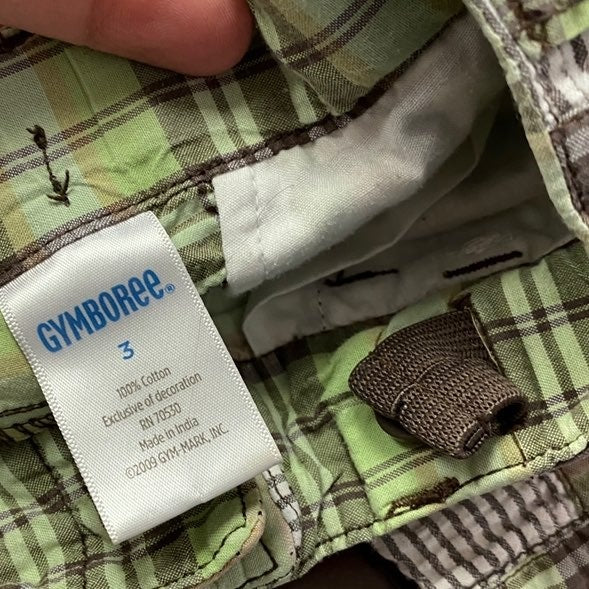 GYMBOREE®
3
100% Cotton
Exclusive of decoration
RN 70530
Made in India
©2009 GYM-MARK, INC.